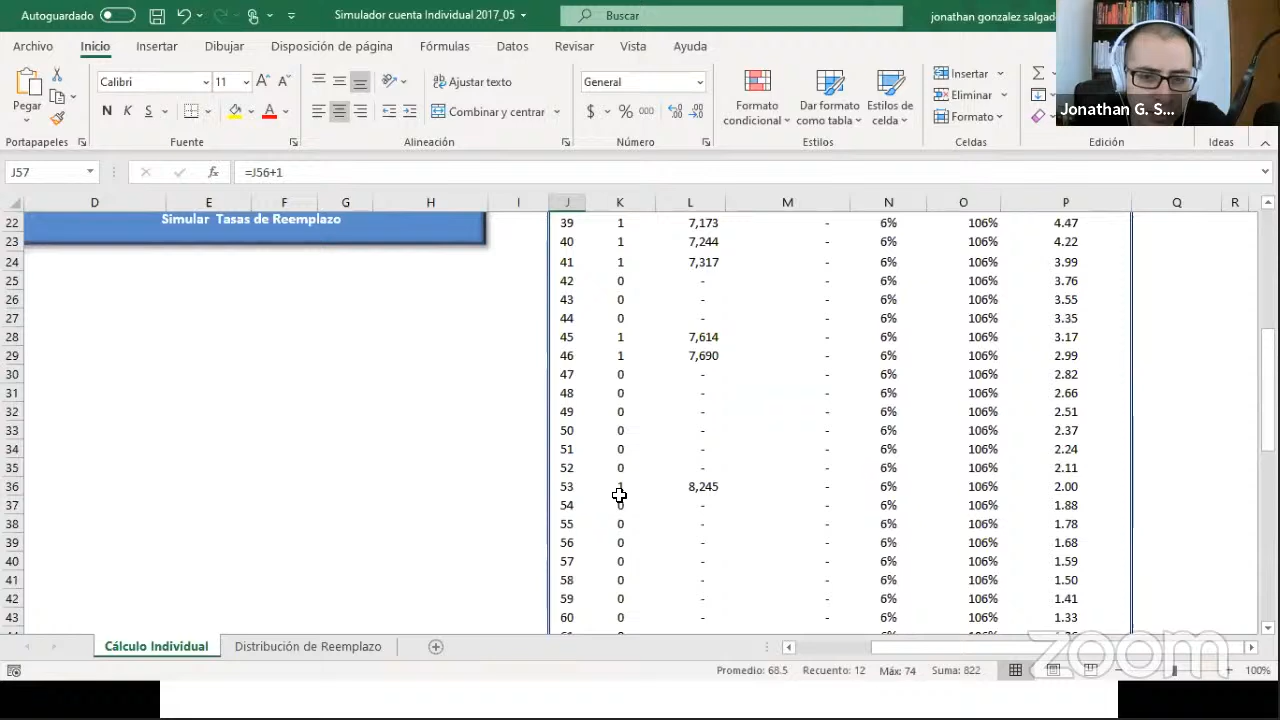 Autoguardado
Simulador cuenta Individual 2017_05
Buscar
jonathan gonzalez salgado
Archivo Inicio Insertar Dibujar Disposición de página Fórmulas Datos Revisar Vista Ayuda
Pegar
Calibri 11
Ajustar texto
General
N K S
Combinar y centrar
$ % 000
Formato condicional
Dar formato como tabla
Estilos de celda
Insertar
Eliminar
Formato
Portapapeles Fuente Alineación Número Estilos Celdas Edición Ideas
Jonathan G. S...
J57 fx =J56+1
D E F G H I J K L M N O P Q R
Simular Tasas de Reemplazo
22 39 1 7,173 - 6% 106% 4.47
23 40 1 7,244 - 6% 106% 4.22
24 41 1 7,317 - 6% 106% 3.99
25 42 0 - - 6% 106% 3.76
26 43 0 - - 6% 106% 3.55
27 44 0 - - 6% 106% 3.35
28 45 1 7,614 - 6% 106% 3.17
29 46 1 7,690 - 6% 106% 2.99
30 47 0 - - 6% 106% 2.82
31 48 0 - - 6% 106% 2.66
32 49 0 - - 6% 106% 2.51
33 50 0 - - 6% 106% 2.37
34 51 0 - - 6% 106% 2.24
35 52 0 - - 6% 106% 2.11
36 53 1 8,245 - 6% 106% 2.00
37 54 0 - - 6% 106% 1.88
38 55 0 - - 6% 106% 1.78
39 56 0 - - 6% 106% 1.68
40 57 0 - - 6% 106% 1.59
41 58 0 - - 6% 106% 1.50
42 59 0 - - 6% 106% 1.41
43 60 0 - - 6% 106% 1.33
Cálculo Individual Distribución de Reemplazo
Promedio: 68.5 Recuento: 12 Máx: 74 Suma: 822 100%
zoom